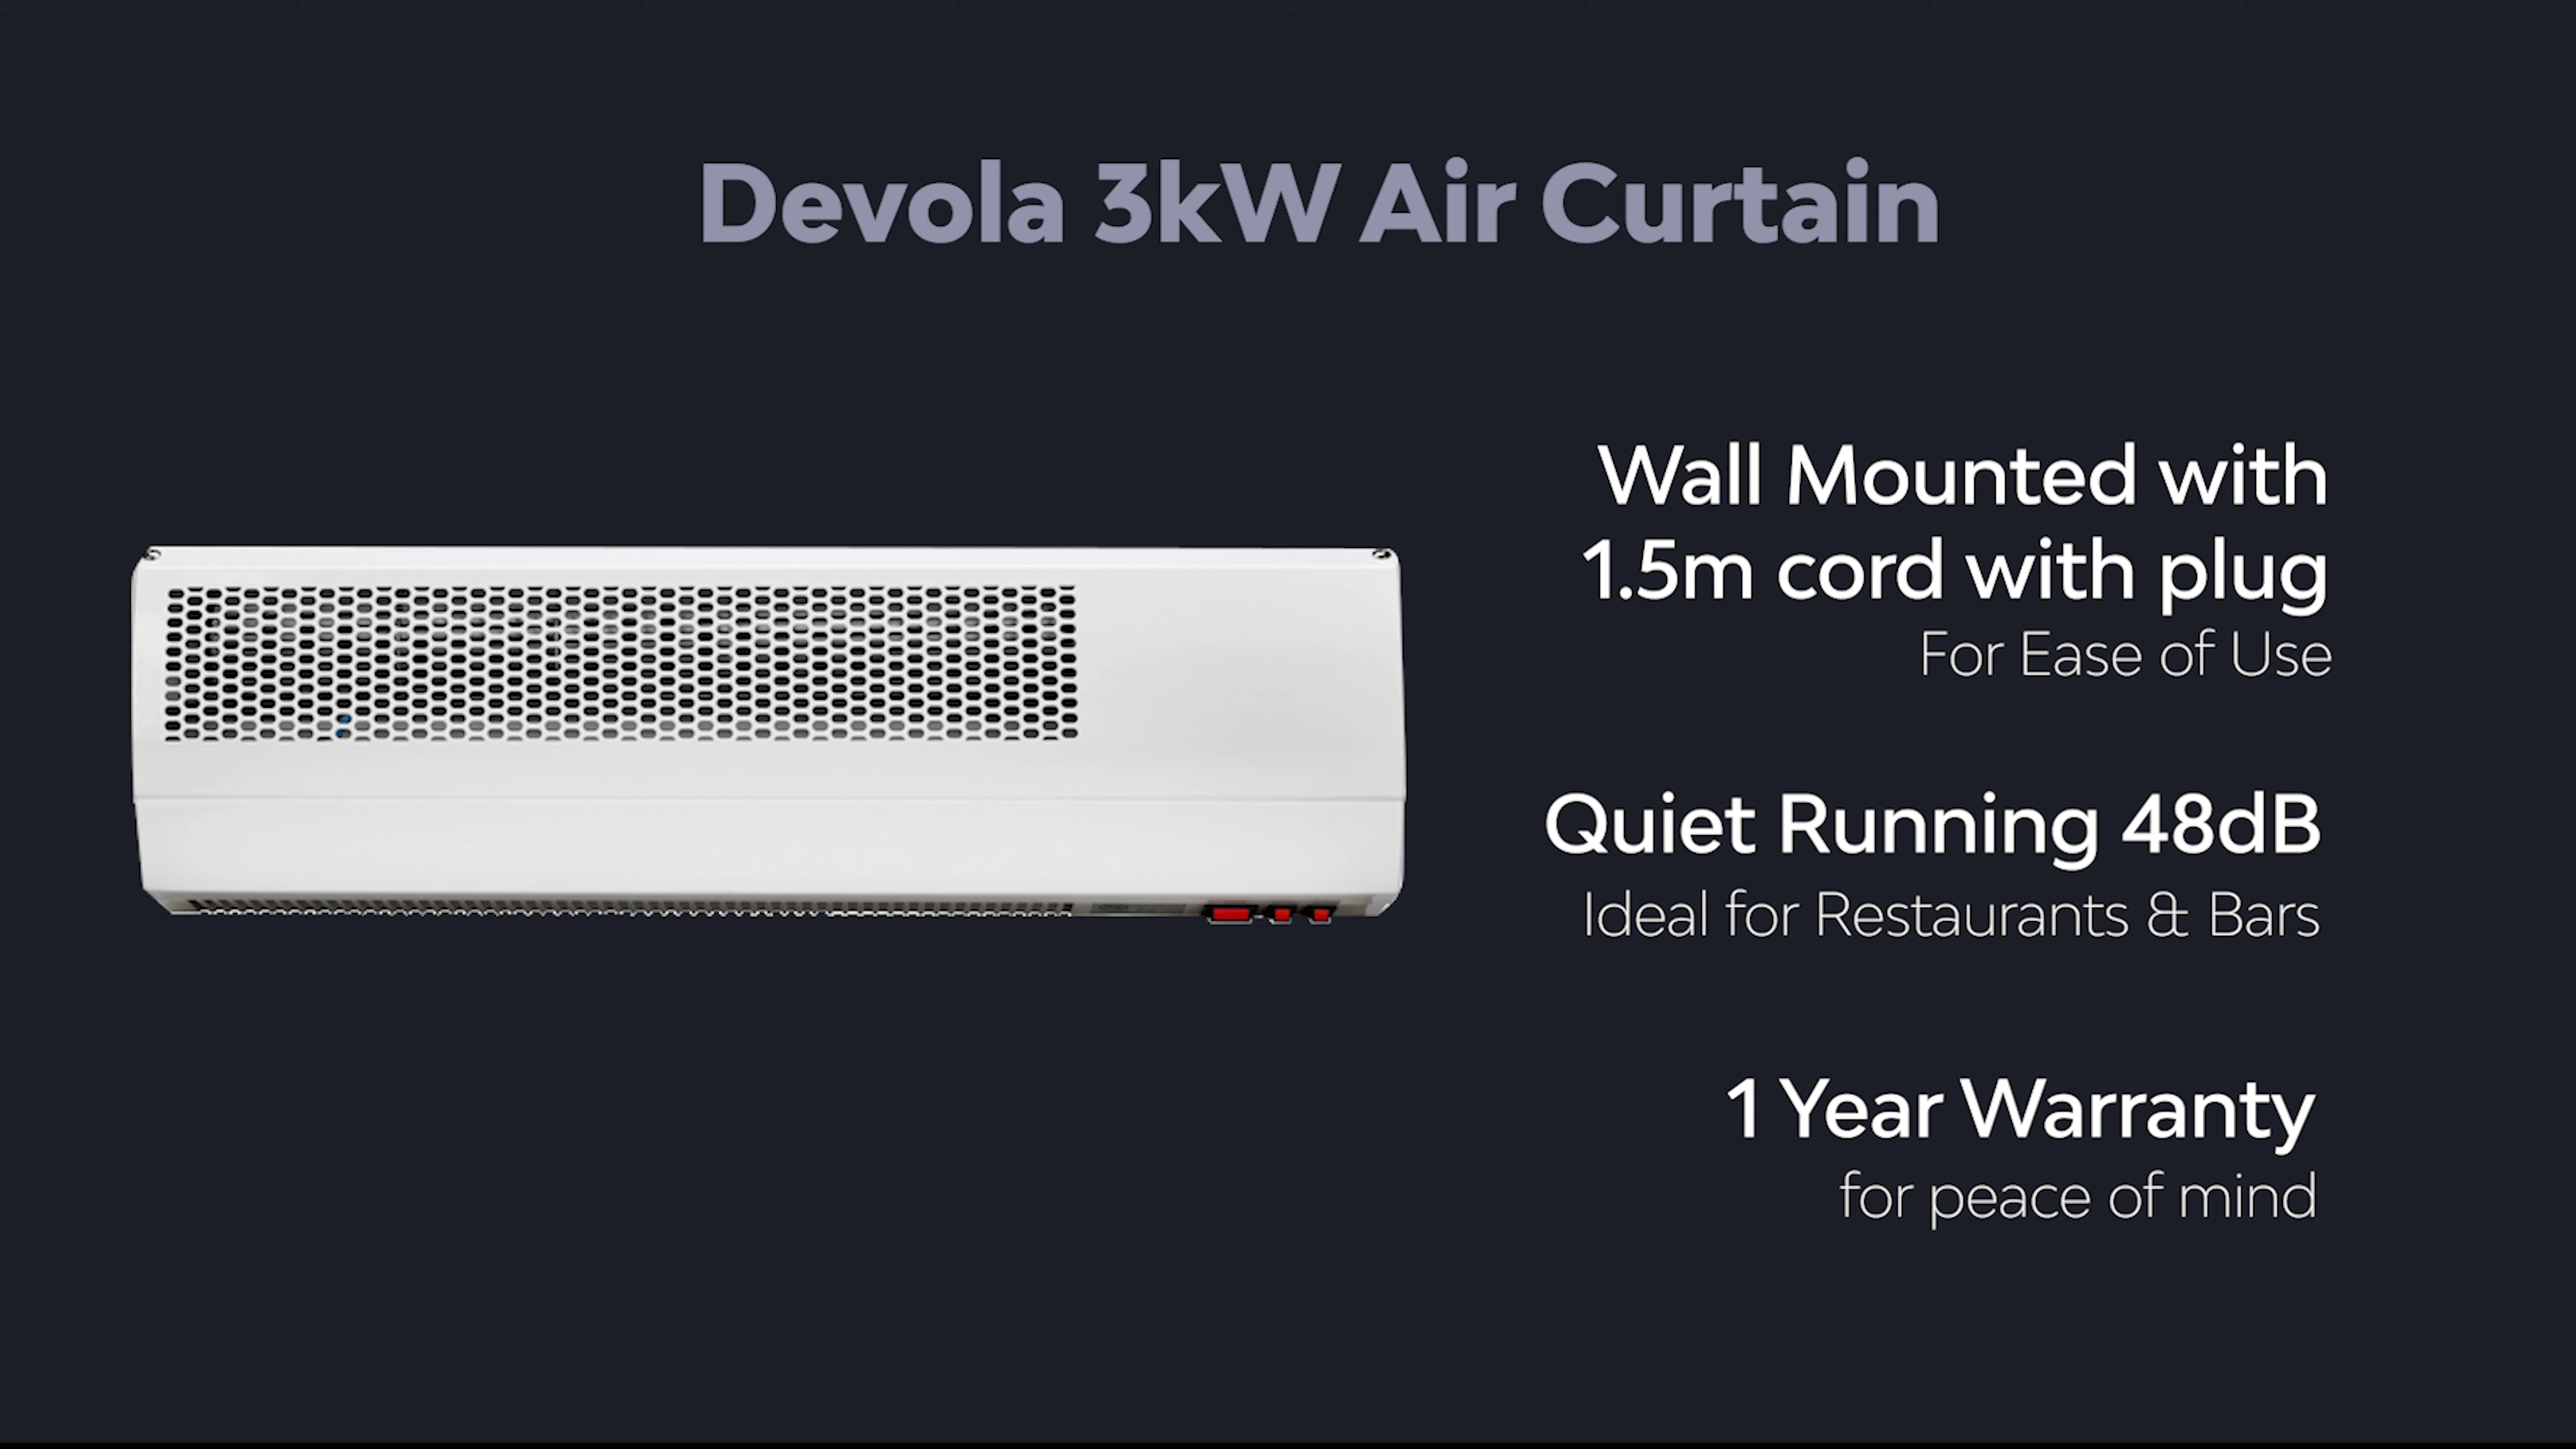 Devola 3kW Air Curtain
Wall Mounted with
1.5m cord with plug
For Ease of Use
Quiet Running 48dB
Ideal for Restaurants & Bars
1 Year Warranty
for peace of mind